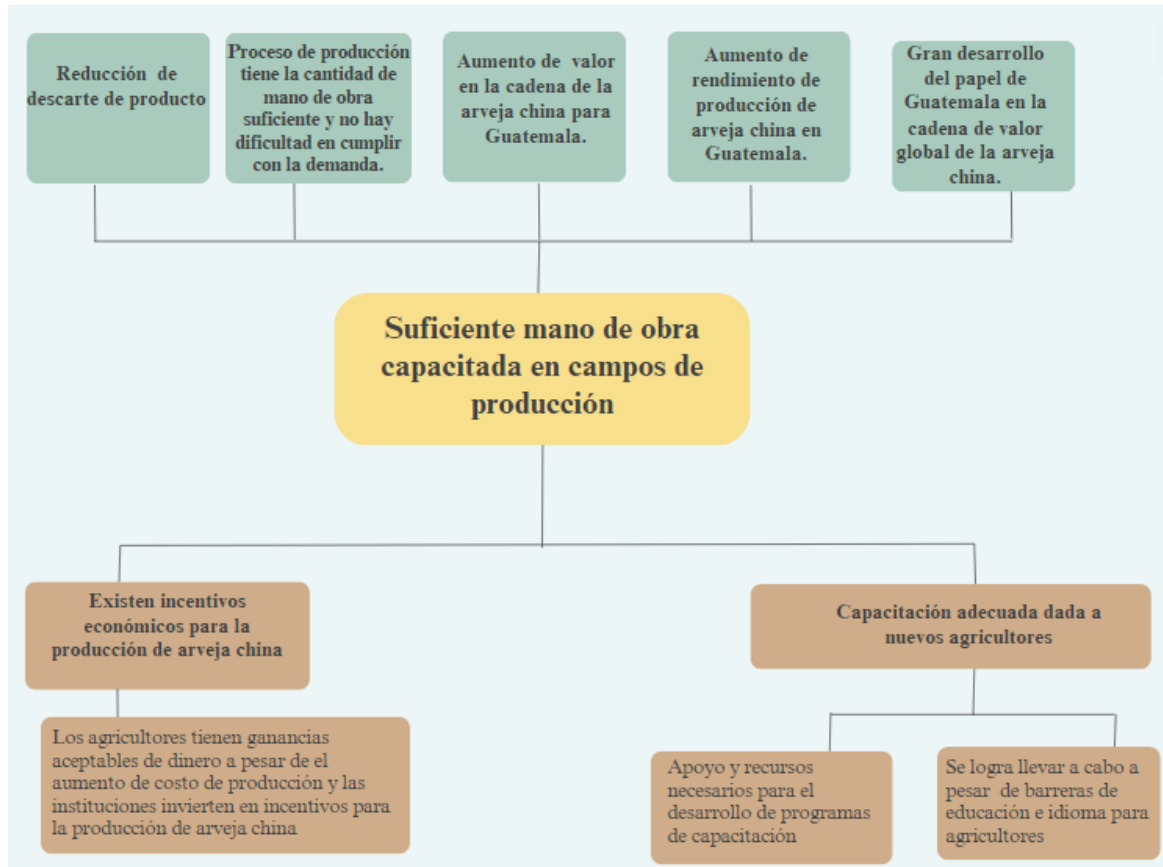 Reducción de
descarte de producto
Proceso de producción
tiene la cantidad de
mano de obra
suficiente y no hay
dificultad en cumplir
con la demanda.
Aumento de valor
en la cadena de la
arveja china para
Guatemala.
Aumento de
rendimiento de
producción de
arveja china en
Guatemala.
Gran desarrollo
del papel de
Guatemala en la
cadena de valor
global de la arveja
china.
Suficiente mano de obra
capacitada en campos de
producción
Existen incentivos
económicos para la
producción de arveja china
Capacitación adecuada dada a
nuevos agricultores
Los agricultores tienen ganancias
aceptables de dinero a pesar de el
aumento de costo de producción y las
instituciones invierten en incentivos para
la producción de arveja china
Apoyo y recursos
necesarios para el
desarrollo de programas
de capacitación
Se logra llevar a cabo a
pesar de barreras de
educación e idioma para
agricultores